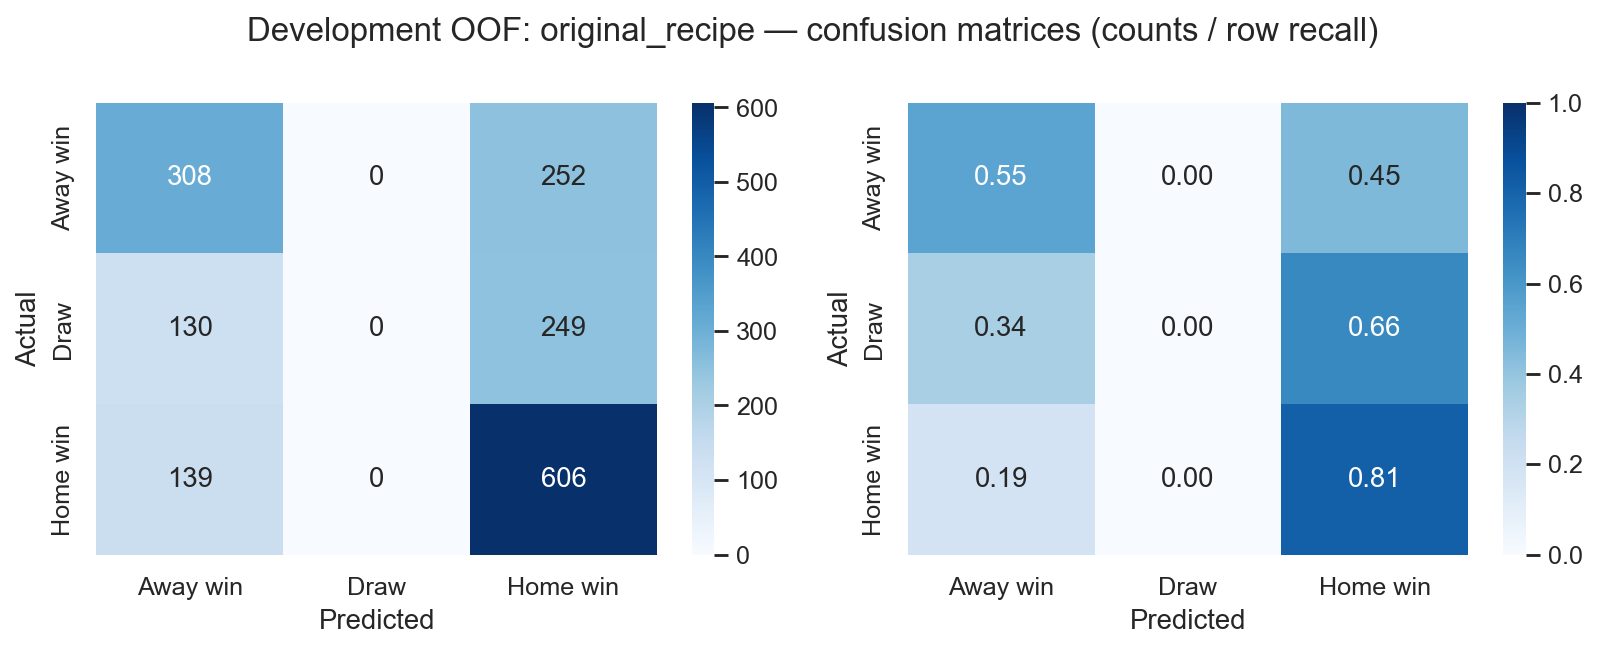 Development OOF: original_recipe — confusion matrices (counts / row recall)
Actual
Away win
Draw
Home win
308 0 252
130 0 249
139 0 606
Away win Draw Home win
Predicted
600
500
400
300
200
100
0
Actual
Away win
Draw
Home win
0.55 0.00 0.45
0.34 0.00 0.66
0.19 0.00 0.81
Away win Draw Home win
Predicted
1.0
0.8
0.6
0.4
0.2
0.0